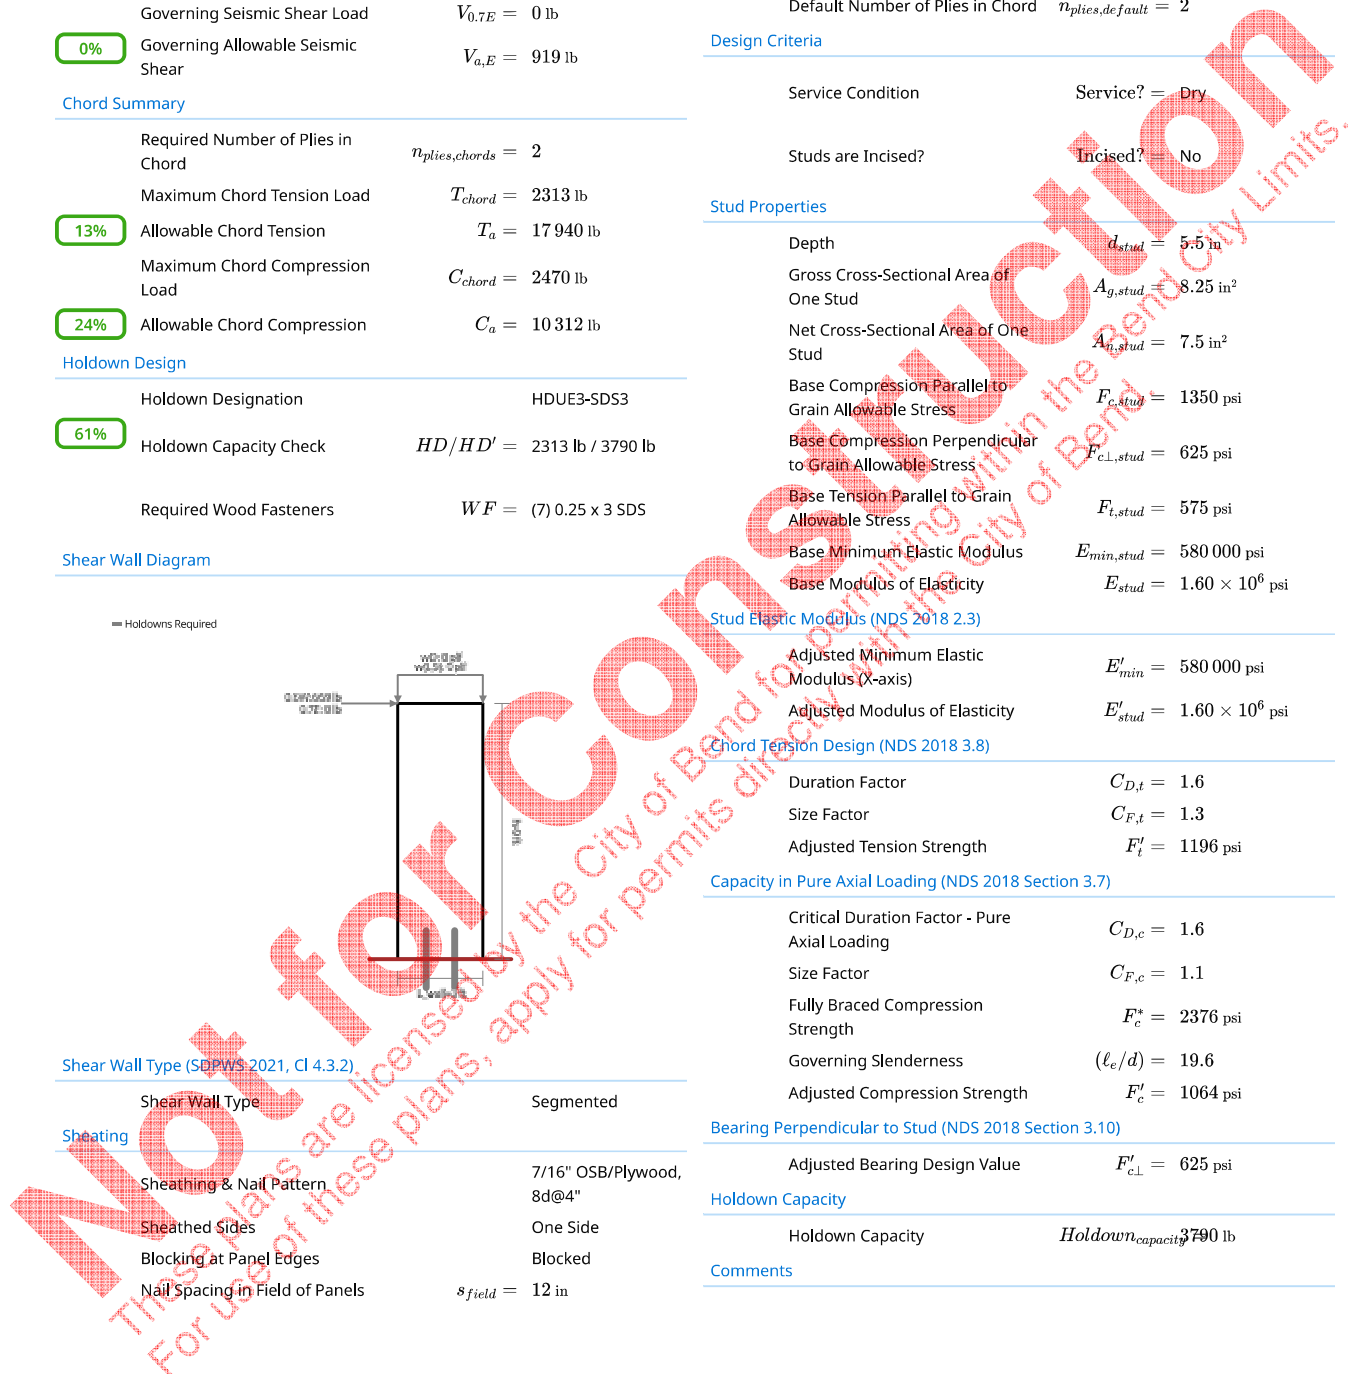 Governing Seismic Shear Load V0.7E = 0 lb
0% Governing Allowable Seismic
Shear Va,E = 919 lb
Chord Summary
Required Number of Plies in
Chord nplies,chords = 2
Maximum Chord Tension Load Tchord = 2313 lb
13% Allowable Chord Tension Ta = 17 940 lb
Maximum Chord Compression
Load Cchord = 2470 lb
24% Allowable Chord Compression Ca = 10 312 lb
Holdown Design
Holdown Designation HDUE3-SDS3
61% Holdown Capacity Check HD/HD′ = 2313 lb / 3790 lb
Required Wood Fasteners WF = (7) 0.25 x 3 SDS
Shear Wall Diagram
Holdowns Required
Shear Wall Type (SDPWS 2021, Cl 4.3.2)
Shear Wall Type Segmented
Sheating
Sheathing & Nail Pattern 7/16" OSB/Plywood,
8d@4"
Sheathed Sides One Side
Blocking at Panel Edges Blocked
Nail Spacing in Field of Panels sfield = 12 in
Default Number of Plies in Chord nplies,default = 2
Design Criteria
Service Condition Service? = Dry
Studs are Incised? Incised? = No
Stud Properties
Depth dstud = 5.5 in
Gross Cross-Sectional Area of
One Stud Ag,stud = 8.25 in²
Net Cross-Sectional Area of One
Stud An,stud = 7.5 in²
Base Compression Parallel to
Grain Allowable Stress Fc,stud = 1350 psi
Base Compression Perpendicular
to Grain Allowable Stress Fc⊥,stud = 625 psi
Base Tension Parallel to Grain
Allowable Stress Ft,stud = 575 psi
Base Minimum Elastic Modulus Emin,stud = 580 000 psi
Base Modulus of Elasticity Estud = 1.60 × 10⁶ psi
Stud Elastic Modulus (NDS 2018 2.3)
Adjusted Minimum Elastic
Modulus (X-axis) E′min = 580 000 psi
Adjusted Modulus of Elasticity E′stud = 1.60 × 10⁶ psi
Chord Tension Design (NDS 2018 3.8)
Duration Factor CD,t = 1.6
Size Factor CF,t = 1.3
Adjusted Tension Strength F′t = 1196 psi
Capacity in Pure Axial Loading (NDS 2018 Section 3.7)
Critical Duration Factor - Pure
Axial Loading CD,c = 1.6
Size Factor CF,c = 1.1
Fully Braced Compression
Strength F*c = 2376 psi
Governing Slenderness (ℓe/d) = 19.6
Adjusted Compression Strength F′c = 1064 psi
Bearing Perpendicular to Stud (NDS 2018 Section 3.10)
Adjusted Bearing Design Value F′c⊥ = 625 psi
Holdown Capacity
Holdown Capacity Holdowncapacity = 3790 lb
Comments
Not for Construction
These plans are licensed by the City of Bend for permitting within the Bend City Limits.
For use of these plans, apply for permits directly with the City of Bend.